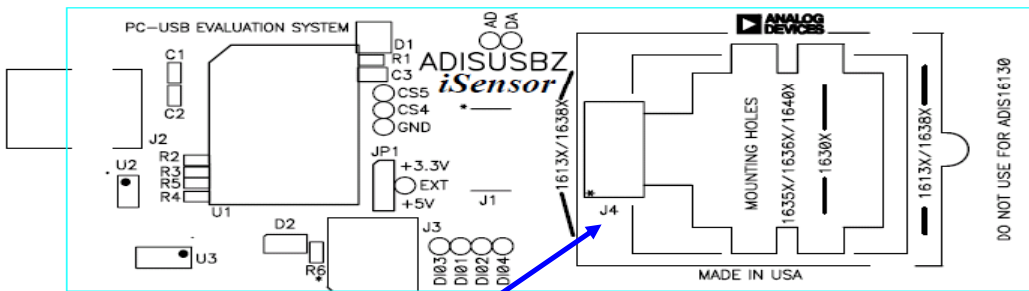 PC-USB EVALUATION SYSTEM
D1
R1
C3
C1
C2
J2
R2
R3
R5
R4
U2
U1
U3
D2
R6
*
J3
CS5
CS4
GND
JP1
+3.3V
EXT
+5V
AD
DA
ADISUSBZ
iSensor
*
J1
DIO3
DIO1
DIO2
DIO4
ANALOG
DEVICES
1613X/1638X
*
J4
MOUNTING HOLES
1635X/1636X/1640X
1630X
1613X/1638X
MADE IN USA
DO NOT USE FOR ADIS16130